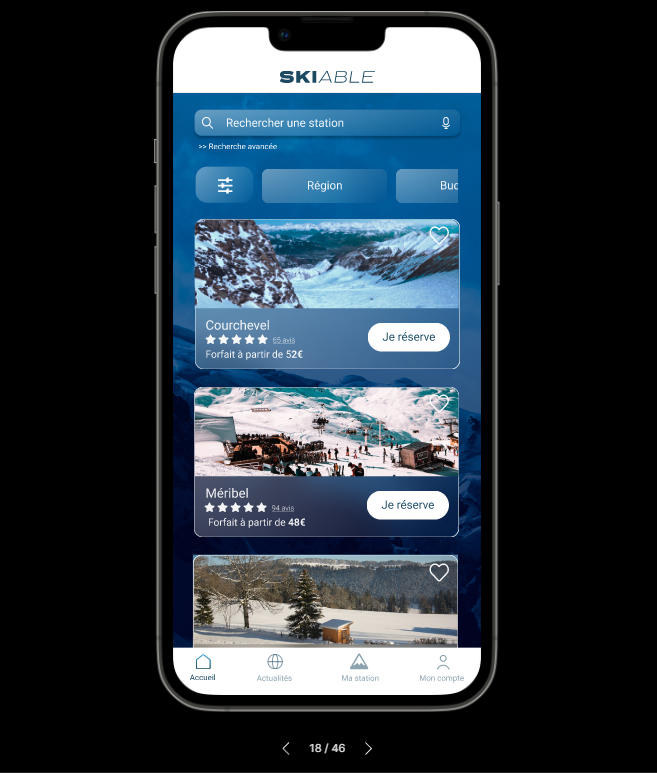 SKIABLE
Rechercher une station
>> Recherche avancée
Région
Buc
Courchevel
65 avis
Forfait à partir de 52€
Je réserve
Méribel
94 avis
Forfait à partir de 48€
Je réserve
Accueil
Actualités
Ma station
Mon compte
18 / 46